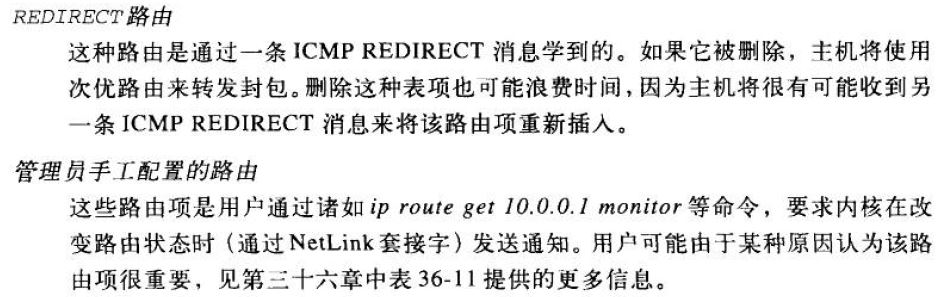 REDIRECT路由
这种路由是通过一条 ICMP REDIRECT 消息学到的。如果它被删除，主机将使用
次优路由来转发封包。删除这种表项也可能浪费时间，因为主机将很有可能收到另
一条 ICMP REDIRECT 消息来将该路由项重新插入。
管理员手工配置的路由
这些路由项是用户通过诸如 ip route get 10.0.0.1 monitor 等命令，要求内核在改
变路由状态时（通过 NetLink 套接字）发送通知。用户可能由于某种原因认为该路
由项很重要，见第三十六章中表 36-11 提供的更多信息。